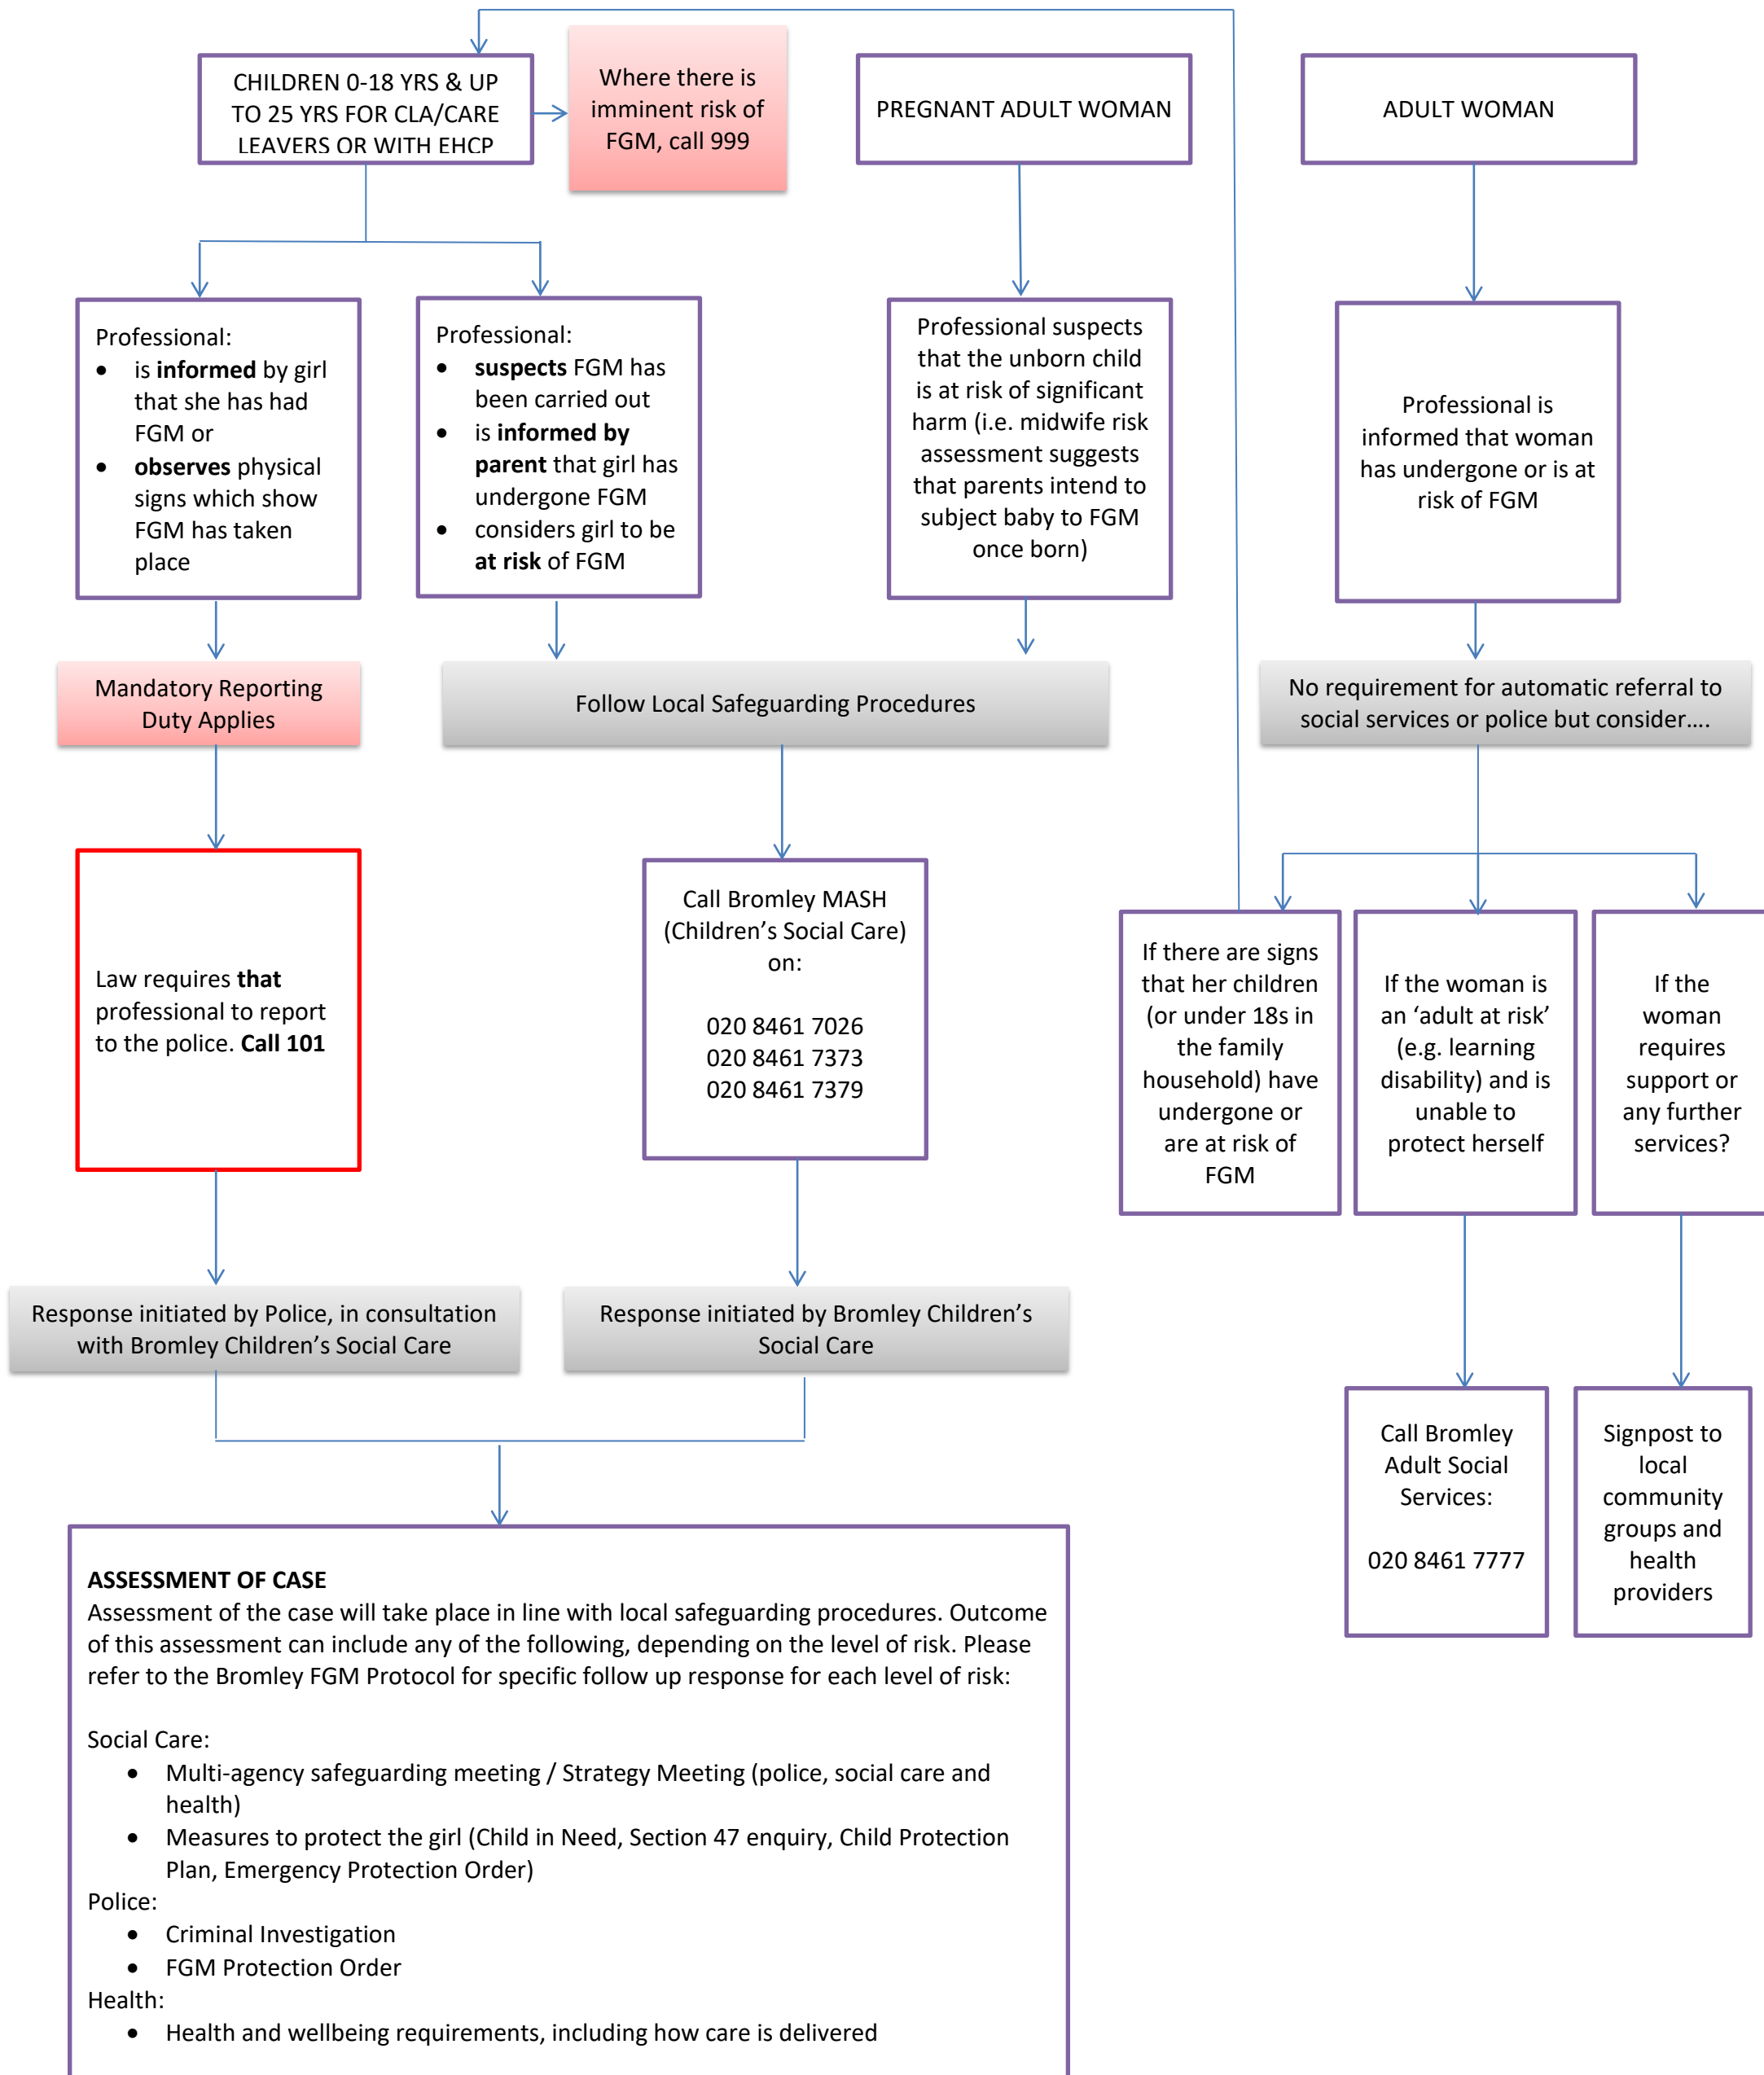 CHILDREN 0-18 YRS & UP
TO 25 YRS FOR CLA/CARE
LEAVERS OR WITH EHCP
Where there is
imminent risk of
FGM, call 999
PREGNANT ADULT WOMAN
ADULT WOMAN
Professional:
• is informed by girl
that she has had
FGM or
• observes physical
signs which show
FGM has taken
place
Professional:
• suspects FGM has
been carried out
• is informed by
parent that girl has
undergone FGM
• considers girl to be
at risk of FGM
Professional suspects
that the unborn child
is at risk of significant
harm (i.e. midwife risk
assessment suggests
that parents intend to
subject baby to FGM
once born)
Professional is
informed that woman
has undergone or is at
risk of FGM
Mandatory Reporting
Duty Applies
Follow Local Safeguarding Procedures
No requirement for automatic referral to
social services or police but consider....
Law requires that
professional to report
to the police. Call 101
Call Bromley MASH
(Children’s Social Care)
on:
020 8461 7026
020 8461 7373
020 8461 7379
If there are signs
that her children
(or under 18s in
the family
household) have
undergone or
are at risk of
FGM
If the woman is
an ‘adult at risk’
(e.g. learning
disability) and is
unable to
protect herself
If the
woman
requires
support or
any further
services?
Response initiated by Police, in consultation
with Bromley Children’s Social Care
Response initiated by Bromley Children’s
Social Care
Call Bromley
Adult Social
Services:
020 8461 7777
Signpost to
local
community
groups and
health
providers
ASSESSMENT OF CASE
Assessment of the case will take place in line with local safeguarding procedures. Outcome
of this assessment can include any of the following, depending on the level of risk. Please
refer to the Bromley FGM Protocol for specific follow up response for each level of risk:
Social Care:
• Multi-agency safeguarding meeting / Strategy Meeting (police, social care and
health)
• Measures to protect the girl (Child in Need, Section 47 enquiry, Child Protection
Plan, Emergency Protection Order)
Police:
• Criminal Investigation
• FGM Protection Order
Health:
• Health and wellbeing requirements, including how care is delivered